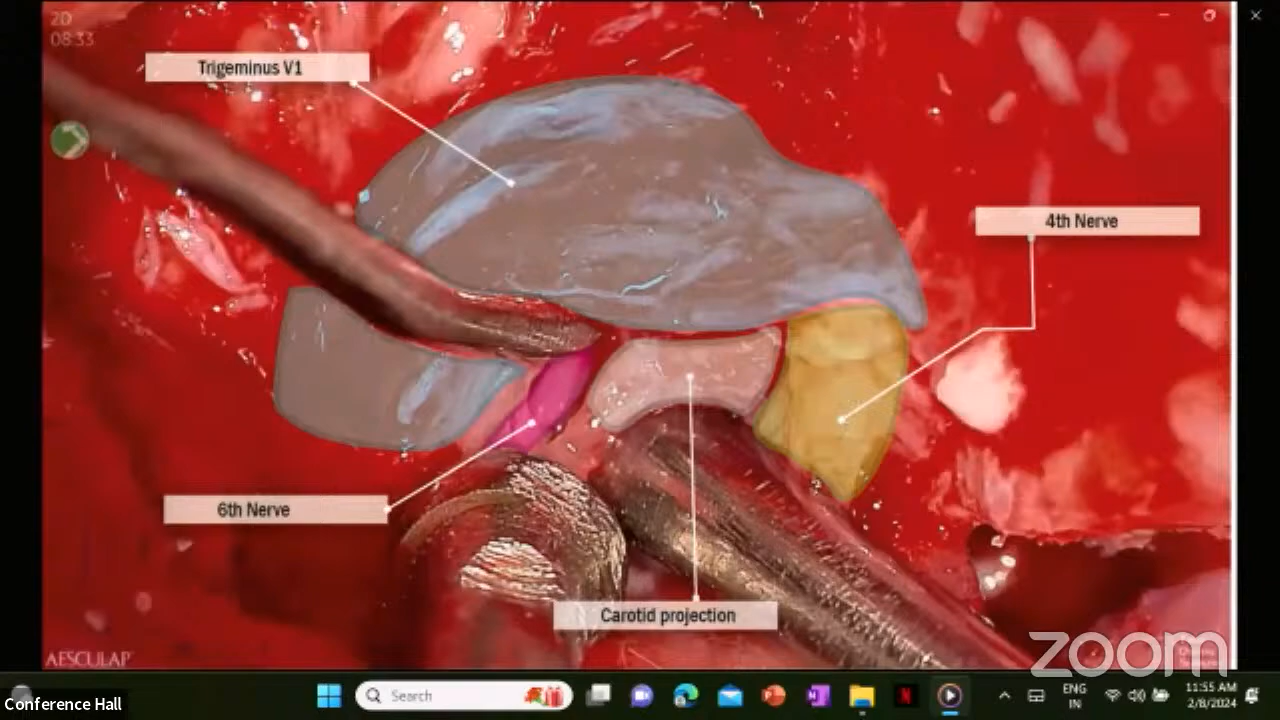 2D
08:33
Trigeminus V1
4th Nerve
6th Nerve
Carotid projection
AESCULAP
zoom
Search
ENG
IN
11:55 AM
2/8/2024
Conference Hall